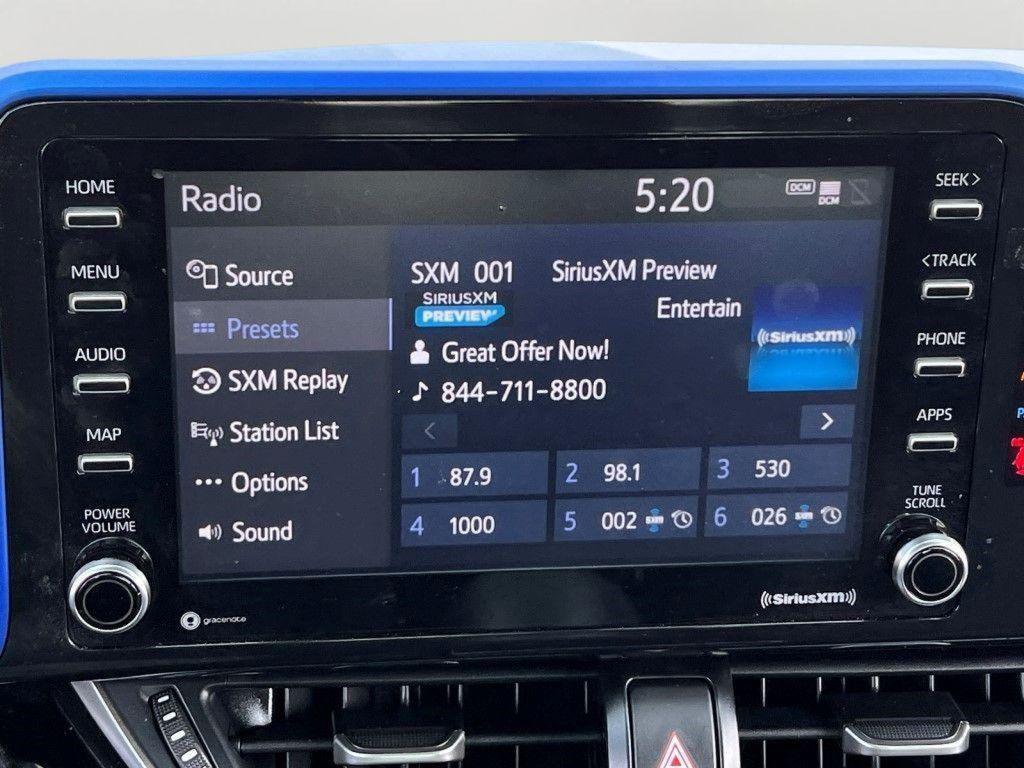 HOME
MENU
AUDIO
MAP
POWER
VOLUME
Radio
5:20
DCM
DCM
Source
Presets
SXM Replay
Station List
Options
Sound
SXM 001 SiriusXM Preview
SIRIUSXM
PREVIEW
Entertain
Great Offer Now!
844-711-8800
((SiriusXM))
<
>
1 87.9
2 98.1
3 530
4 1000
5 002 SXM
6 026 SXM
SEEK >
< TRACK
PHONE
APPS
TUNE
SCROLL
gracenote
((SiriusXM))